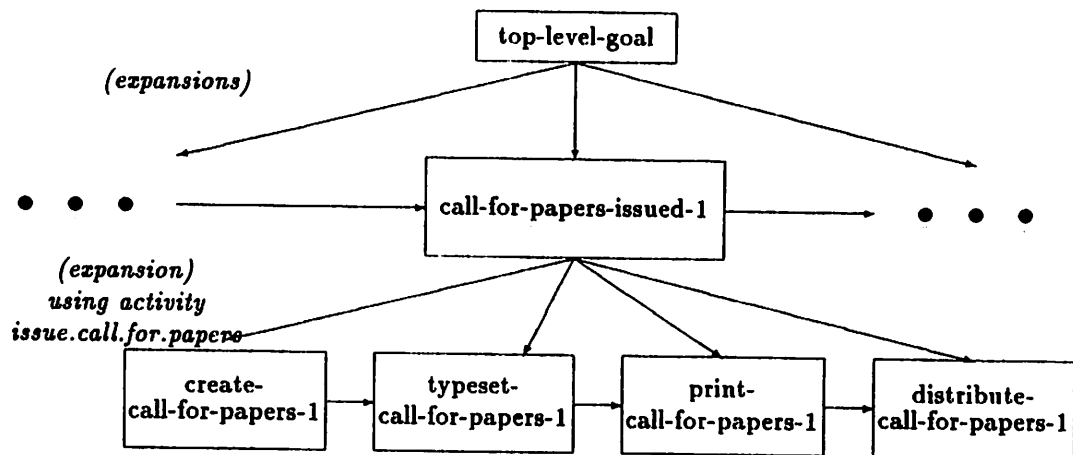 top-level-goal
(expansions)
call-for-papers-issued-1
(expansion)
using activity
issue.call.for.papers
create-
call-for-papers-1
typeset-
call-for-papers-1
print-
call-for-papers-1
distribute-
call-for-papers-1